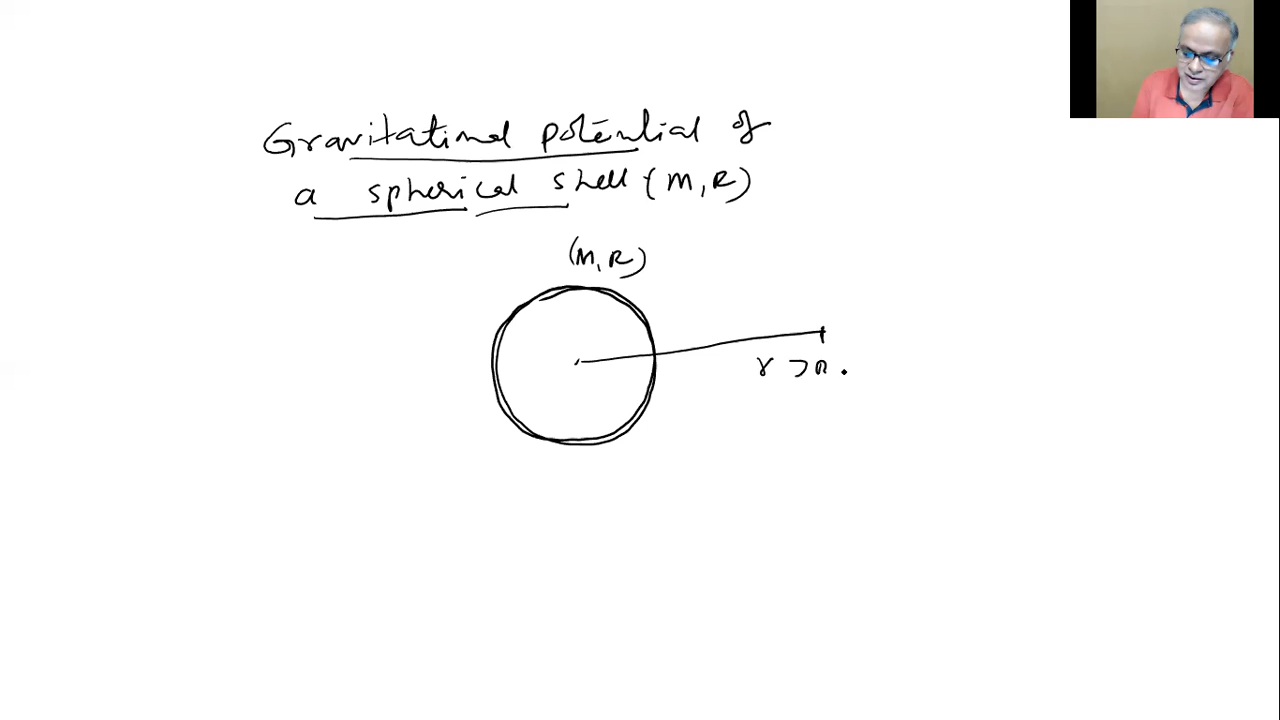 Gravitational potential of
a spherical shell (M,R)
(M,R)
r > R.